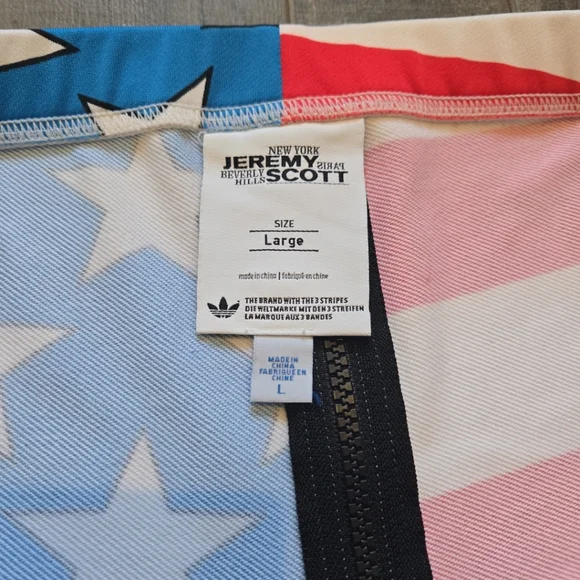 NEW YORK
JEREMY PARIS
BEVERLY SCOTT
HILLS
SIZE
Large
made in china | fabriqué en chine
THE BRAND WITH THE 3 STRIPES
DIE WELTMARKE MIT DEN 3 STREIFEN
LA MARQUE AUX 3 BANDES
MADE IN
CHINA
FABRIQUE EN
CHINE
L